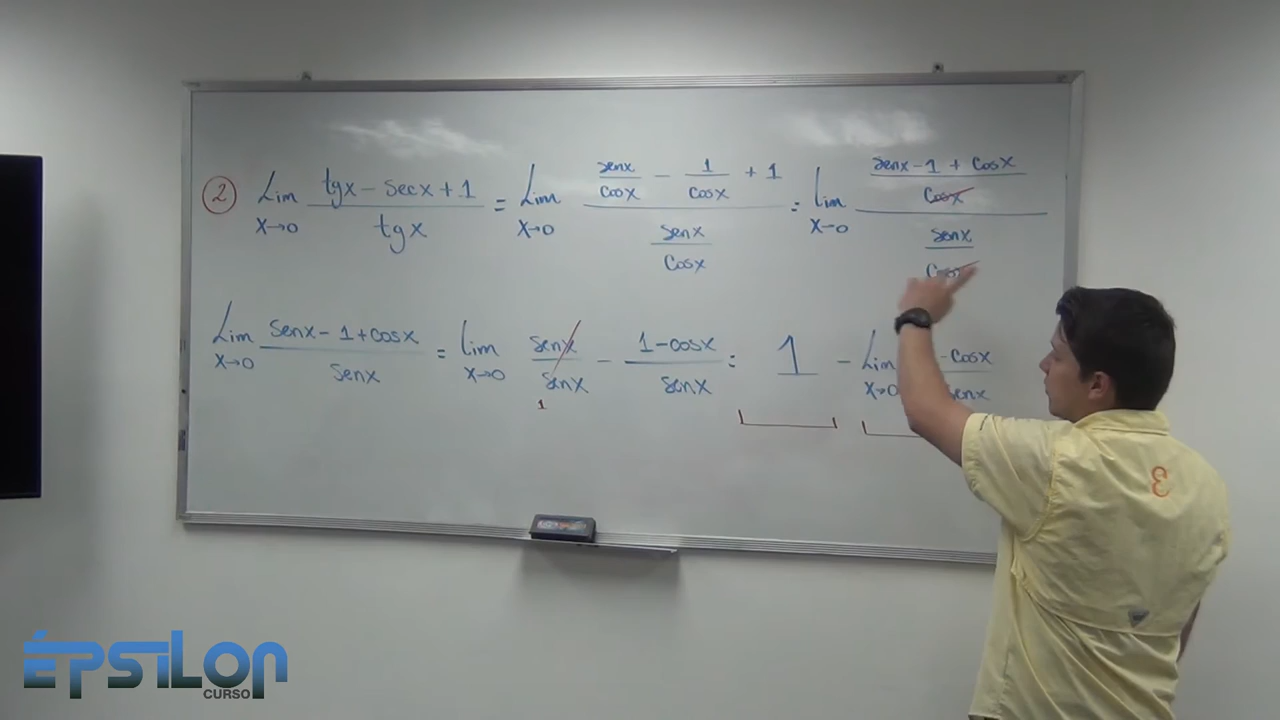 ② Lim x→0 (tgx − secx + 1)/(tgx) = Lim x→0 (senx/cosx − 1/cosx + 1)/(senx/cosx) = Lim x→0 ((senx − 1 + cosx)/cosx)/(senx/cosx)
Lim x→0 (senx − 1 + cosx)/(senx) = Lim x→0 senx/senx − (1 − cosx)/(senx) = 1 − Lim x→0 − cosx / senx
1
ε
ÉPSILON
CURSO